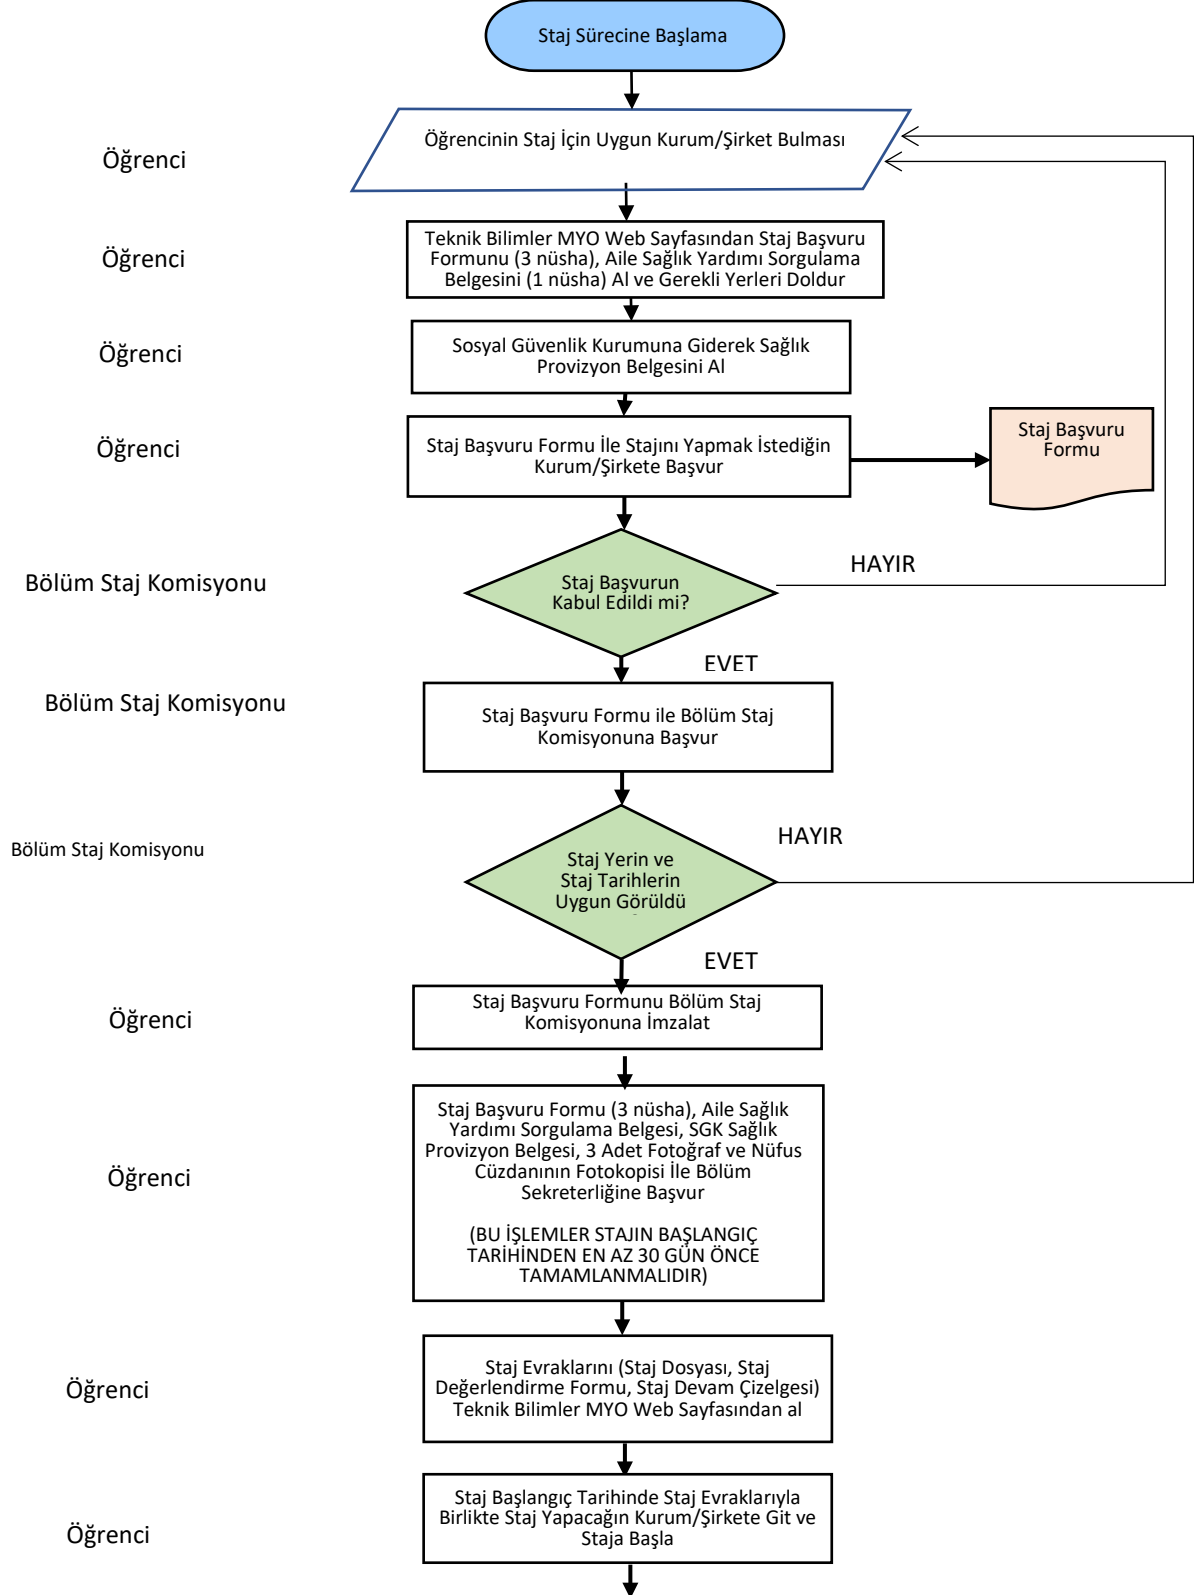 Staj Sürecine Başlama
Öğrenci
Öğrencinin Staj İçin Uygun Kurum/Şirket Bulması
Öğrenci
Teknik Bilimler MYO Web Sayfasından Staj Başvuru
Formunu (3 nüsha), Aile Sağlık Yardımı Sorgulama
Belgesini (1 nüsha) Al ve Gerekli Yerleri Doldur
Öğrenci
Sosyal Güvenlik Kurumuna Giderek Sağlık
Provizyon Belgesini Al
Öğrenci
Staj Başvuru Formu İle Stajını Yapmak İstediğin
Kurum/Şirkete Başvur
Staj Başvuru
Formu
Bölüm Staj Komisyonu
Staj Başvurun
Kabul Edildi mi?
HAYIR
EVET
Bölüm Staj Komisyonu
Staj Başvuru Formu ile Bölüm Staj
Komisyonuna Başvur
Bölüm Staj Komisyonu
Staj Yerin ve
Staj Tarihlerin
Uygun Görüldü
HAYIR
EVET
Öğrenci
Staj Başvuru Formunu Bölüm Staj
Komisyonuna İmzalat
Öğrenci
Staj Başvuru Formu (3 nüsha), Aile Sağlık
Yardımı Sorgulama Belgesi, SGK Sağlık
Provizyon Belgesi, 3 Adet Fotoğraf ve Nüfus
Cüzdanının Fotokopisi İle Bölüm
Sekreterliğine Başvur
(BU İŞLEMLER STAJIN BAŞLANGIÇ
TARİHİNDEN EN AZ 30 GÜN ÖNCE
TAMAMLANMALIDIR)
Öğrenci
Staj Evraklarını (Staj Dosyası, Staj
Değerlendirme Formu, Staj Devam Çizelgesi)
Teknik Bilimler MYO Web Sayfasından al
Öğrenci
Staj Başlangıç Tarihinde Staj Evraklarıyla
Birlikte Staj Yapacağın Kurum/Şirkete Git ve
Staja Başla